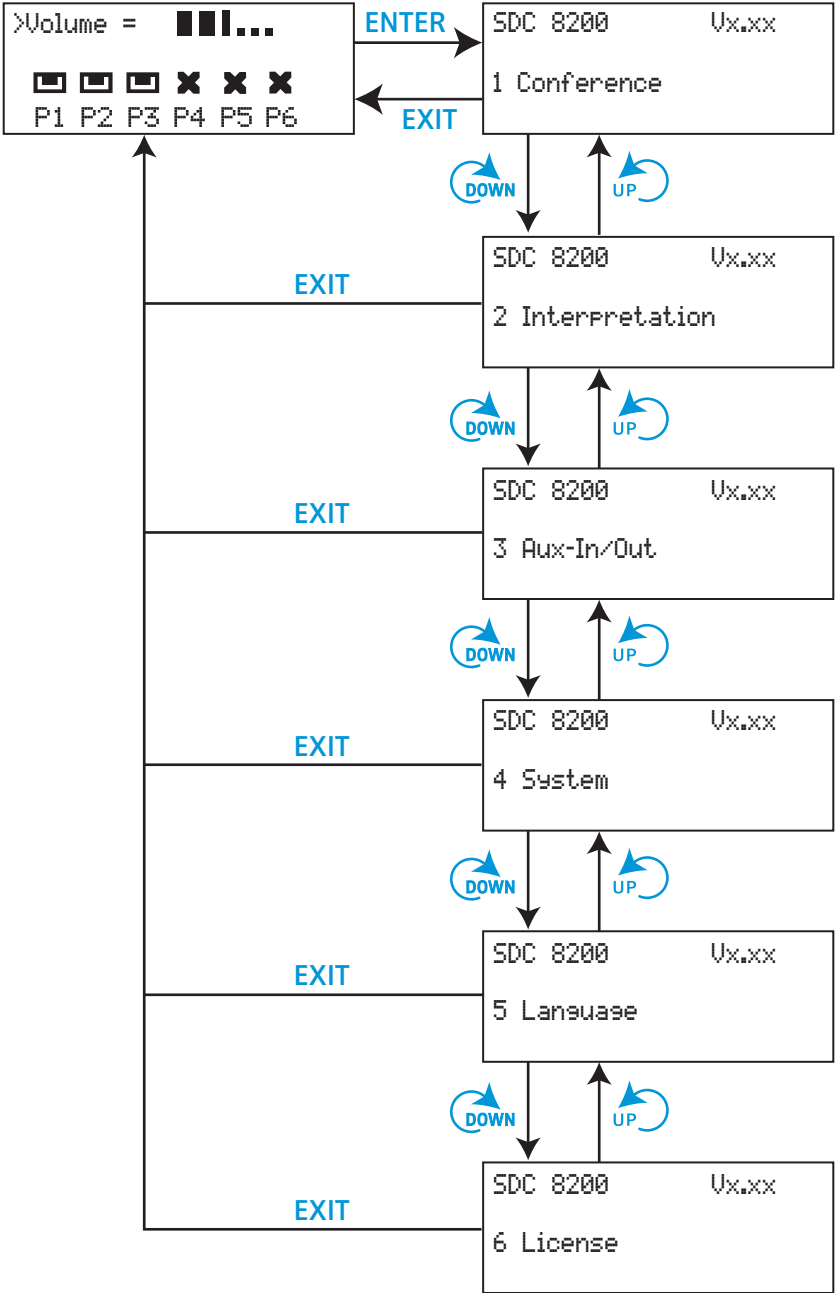 >Volume =
P1 P2 P3 P4 P5 P6
ENTER
EXIT
SDC 8200 Vx.xx
1 Conference
DOWN
UP
SDC 8200 Vx.xx
2 Interpretation
EXIT
DOWN
UP
SDC 8200 Vx.xx
3 Aux-In/Out
EXIT
DOWN
UP
SDC 8200 Vx.xx
4 System
EXIT
DOWN
UP
SDC 8200 Vx.xx
5 Language
EXIT
DOWN
UP
SDC 8200 Vx.xx
6 License
EXIT